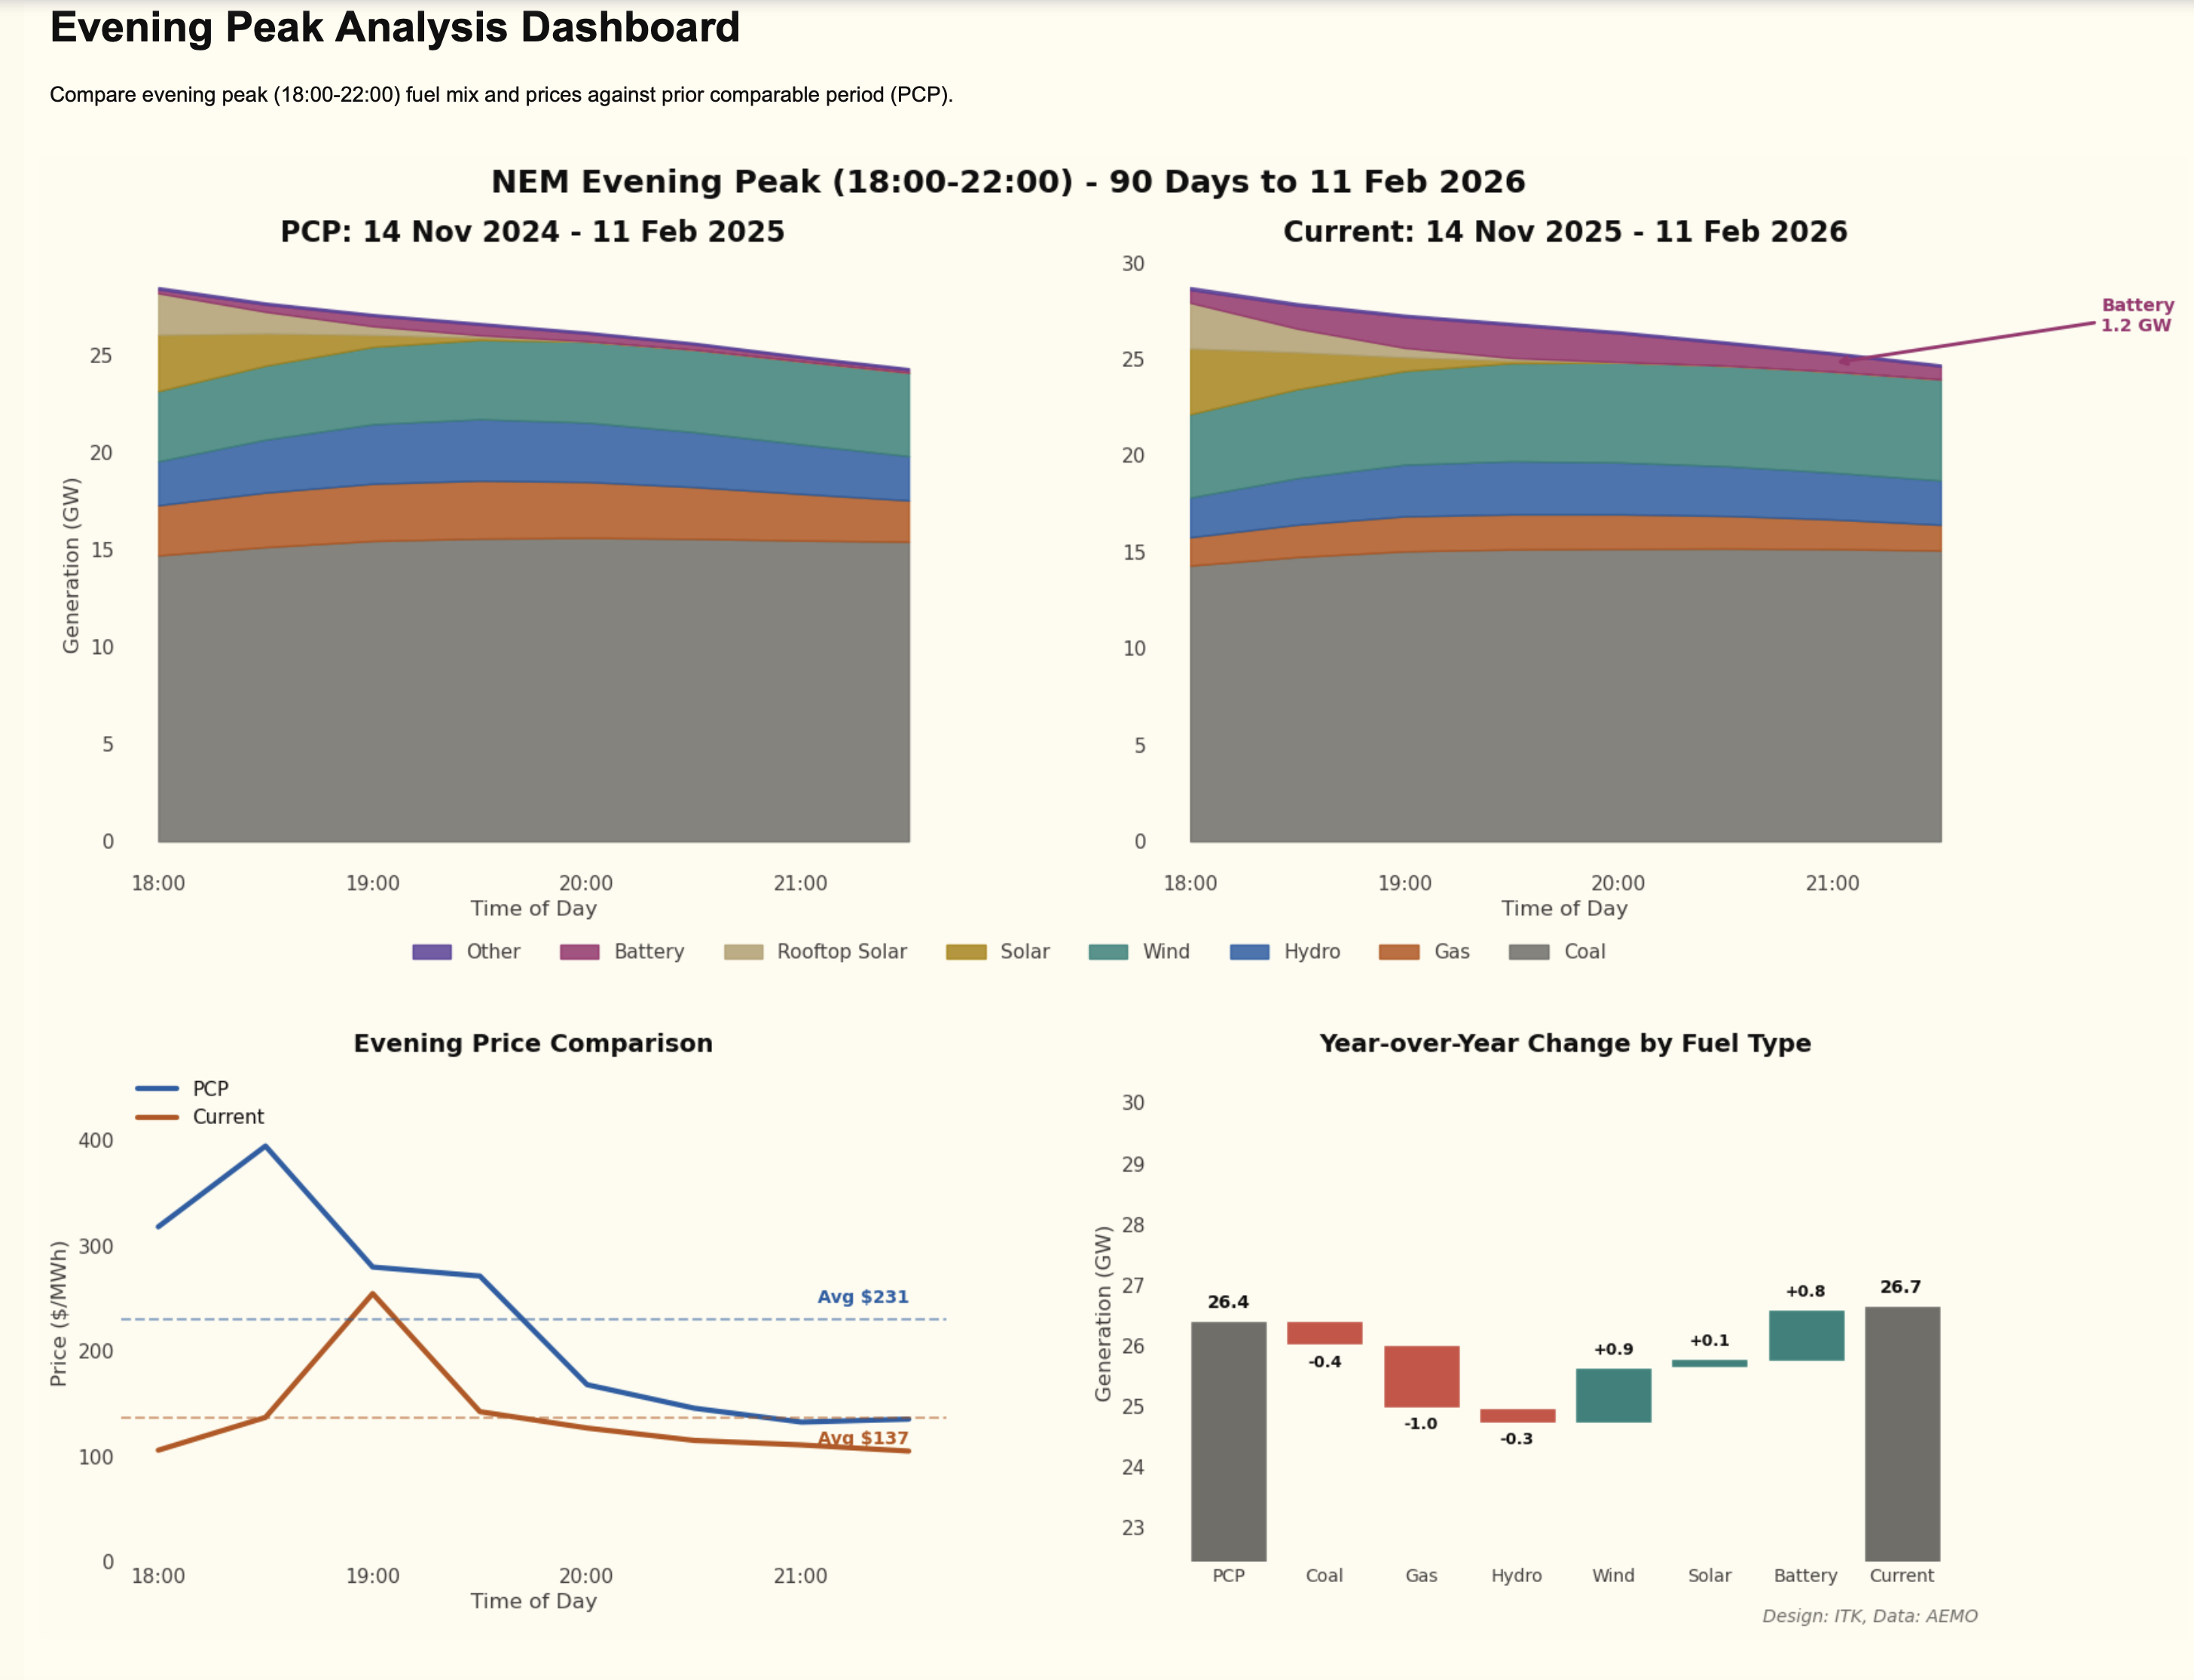 Evening Peak Analysis Dashboard
Compare evening peak (18:00-22:00) fuel mix and prices against prior comparable period (PCP).
NEM Evening Peak (18:00-22:00) - 90 Days to 11 Feb 2026
PCP: 14 Nov 2024 - 11 Feb 2025
Generation (GW)
25
20
15
10
5
0
18:00 19:00 20:00 21:00
Time of Day
Current: 14 Nov 2025 - 11 Feb 2026
30
25
20
15
10
5
0
Battery
1.2 GW
18:00 19:00 20:00 21:00
Time of Day
Other Battery Rooftop Solar Solar Wind Hydro Gas Coal
Evening Price Comparison
PCP
Current
Price ($/MWh)
400
300
200
100
0
Avg $231
Avg $137
18:00 19:00 20:00 21:00
Time of Day
Year-over-Year Change by Fuel Type
Generation (GW)
30
29
28
27
26
25
24
23
26.4
-0.4
-1.0
-0.3
+0.9
+0.1
+0.8
26.7
PCP Coal Gas Hydro Wind Solar Battery Current
Design: ITK, Data: AEMO